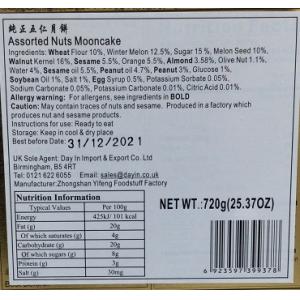 純正五仁月餅
Assorted Nuts Mooncake
Ingredients: Wheat Flour 10%, Winter Melon 12.5%, Sugar 15 %, Melon Seed 10%,
Walnut Kernel 16%, Sesame 5.5%, Orange 5.5%, Almond 3.58%, Olive Nut 1.1%,
Water 4%, Sesame oil 5.5%, Peanut oil 4.7%, Peanut 3%, Glucose 1%,
Soybean Oil 1%, Salt 1%, Egg Syrup 0.5%, Potassium Carbonate 0.05%
Sodium Carbonate 0.05%, Potassium Carbonate 0.01%, Citric Acid 0.01%.
Allergy warning: For allergens, see ingredients in BOLD
Caution: May contain traces of nuts and sesame. Produced in a factory which
produces nut and sesame products.
Instructions for use: Ready to eat
Storage: Keep in cool & dry place
Best before Date: 31/12/2021
UK Sole Agent: Day In Import & Export Co. Ltd
Birmingham, B5 4RT
Tel: 0121 622 6055 Email: sales@dayin.co.uk
Manufacturer: Zhongshan Yifeng Foodstuff Factory
Nutrition Information
Typical Values Per 100g
Energy 425kJ/ 101 kcal
Fat (g) 20g
Of which saturates (g) 4g
Carbohydrate (g) 20g
Of which sugars (g) 8g
Protein (g) 3g
Salt (g) 30mg
NET WT.:720g(25.37OZ)
6 923597 399378